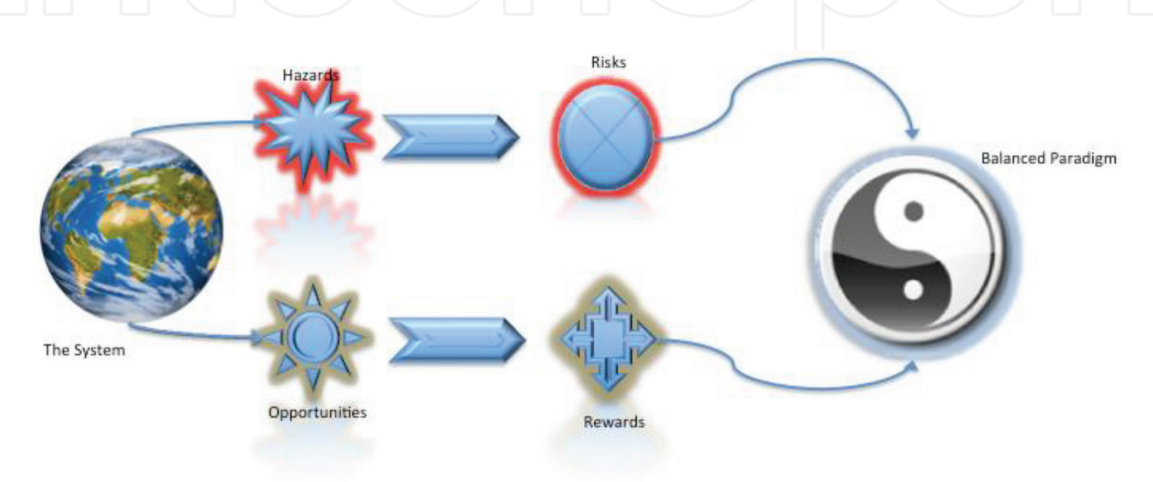 Hazards
Risks
Balanced Paradigm
The System
Opportunities
Rewards